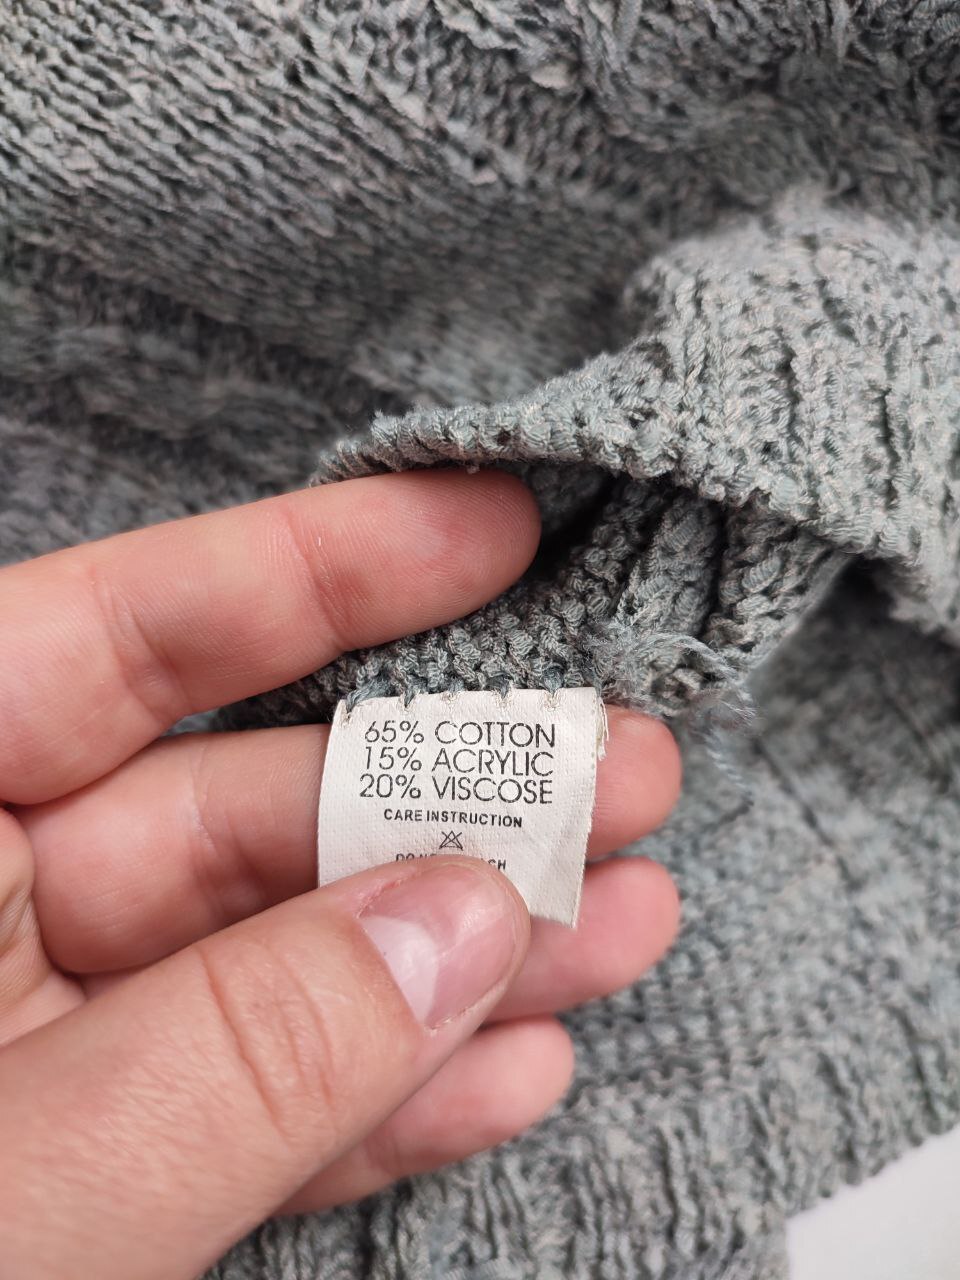 65% COTTON
15% ACRYLIC
20% VISCOSE
CARE INSTRUCTION